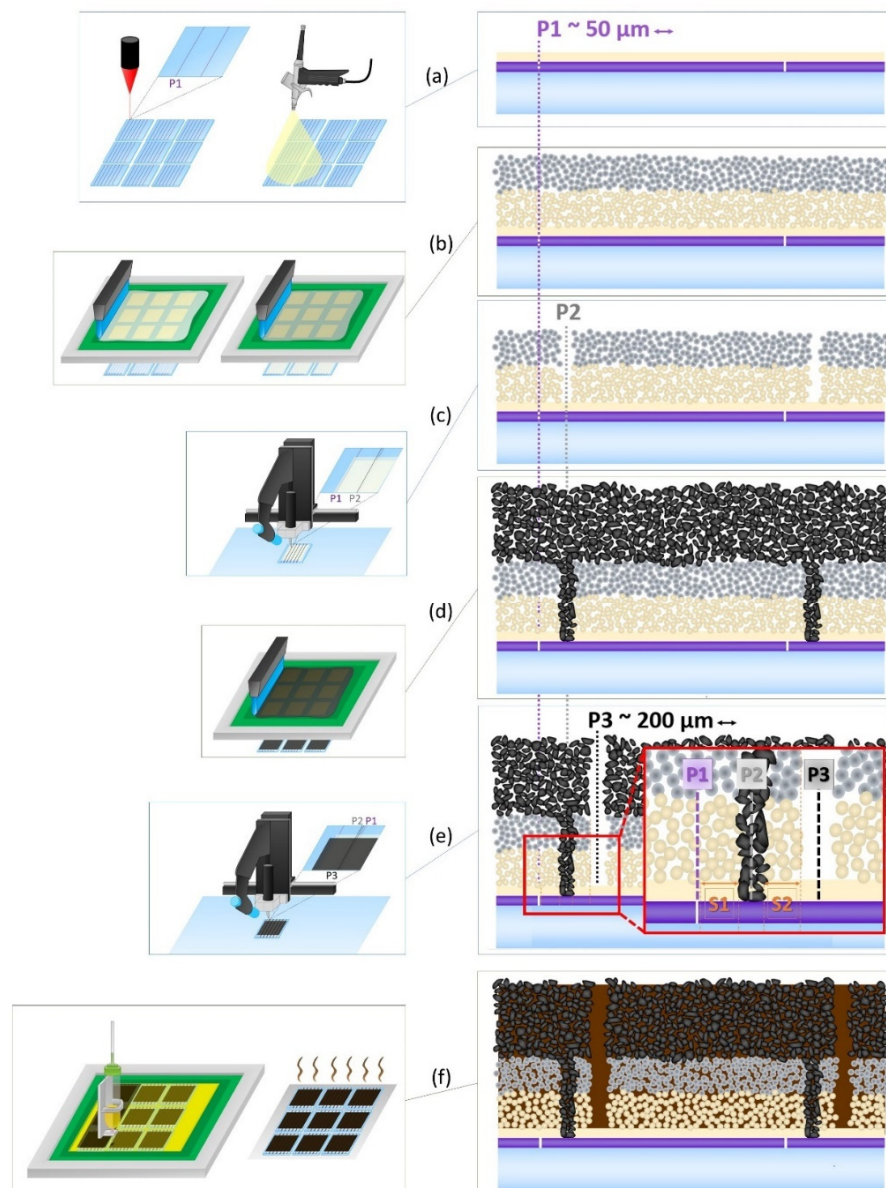 P1 ~ 50 µm ↔
P1
(a)
(b)
P2
(c)
P1 P2
(d)
P3 ~ 200 µm ↔
P1 P2 P3
P2 P1
(e)
P3
S1 S2
(f)